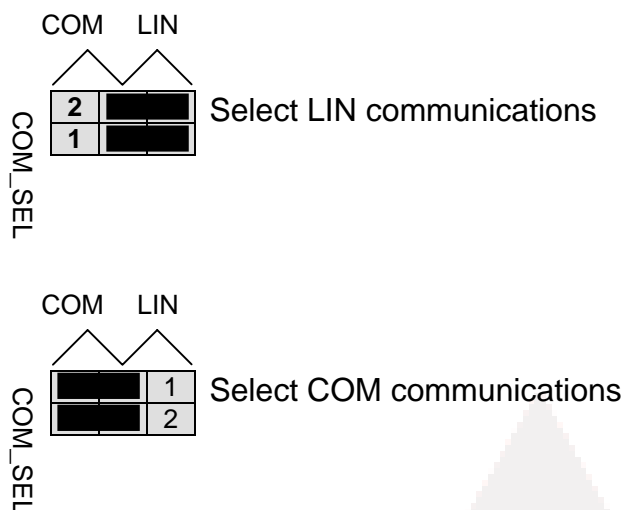 COM LIN
2
Select LIN communications
1
COM_SEL
COM LIN
1
Select COM communications
2
COM_SEL